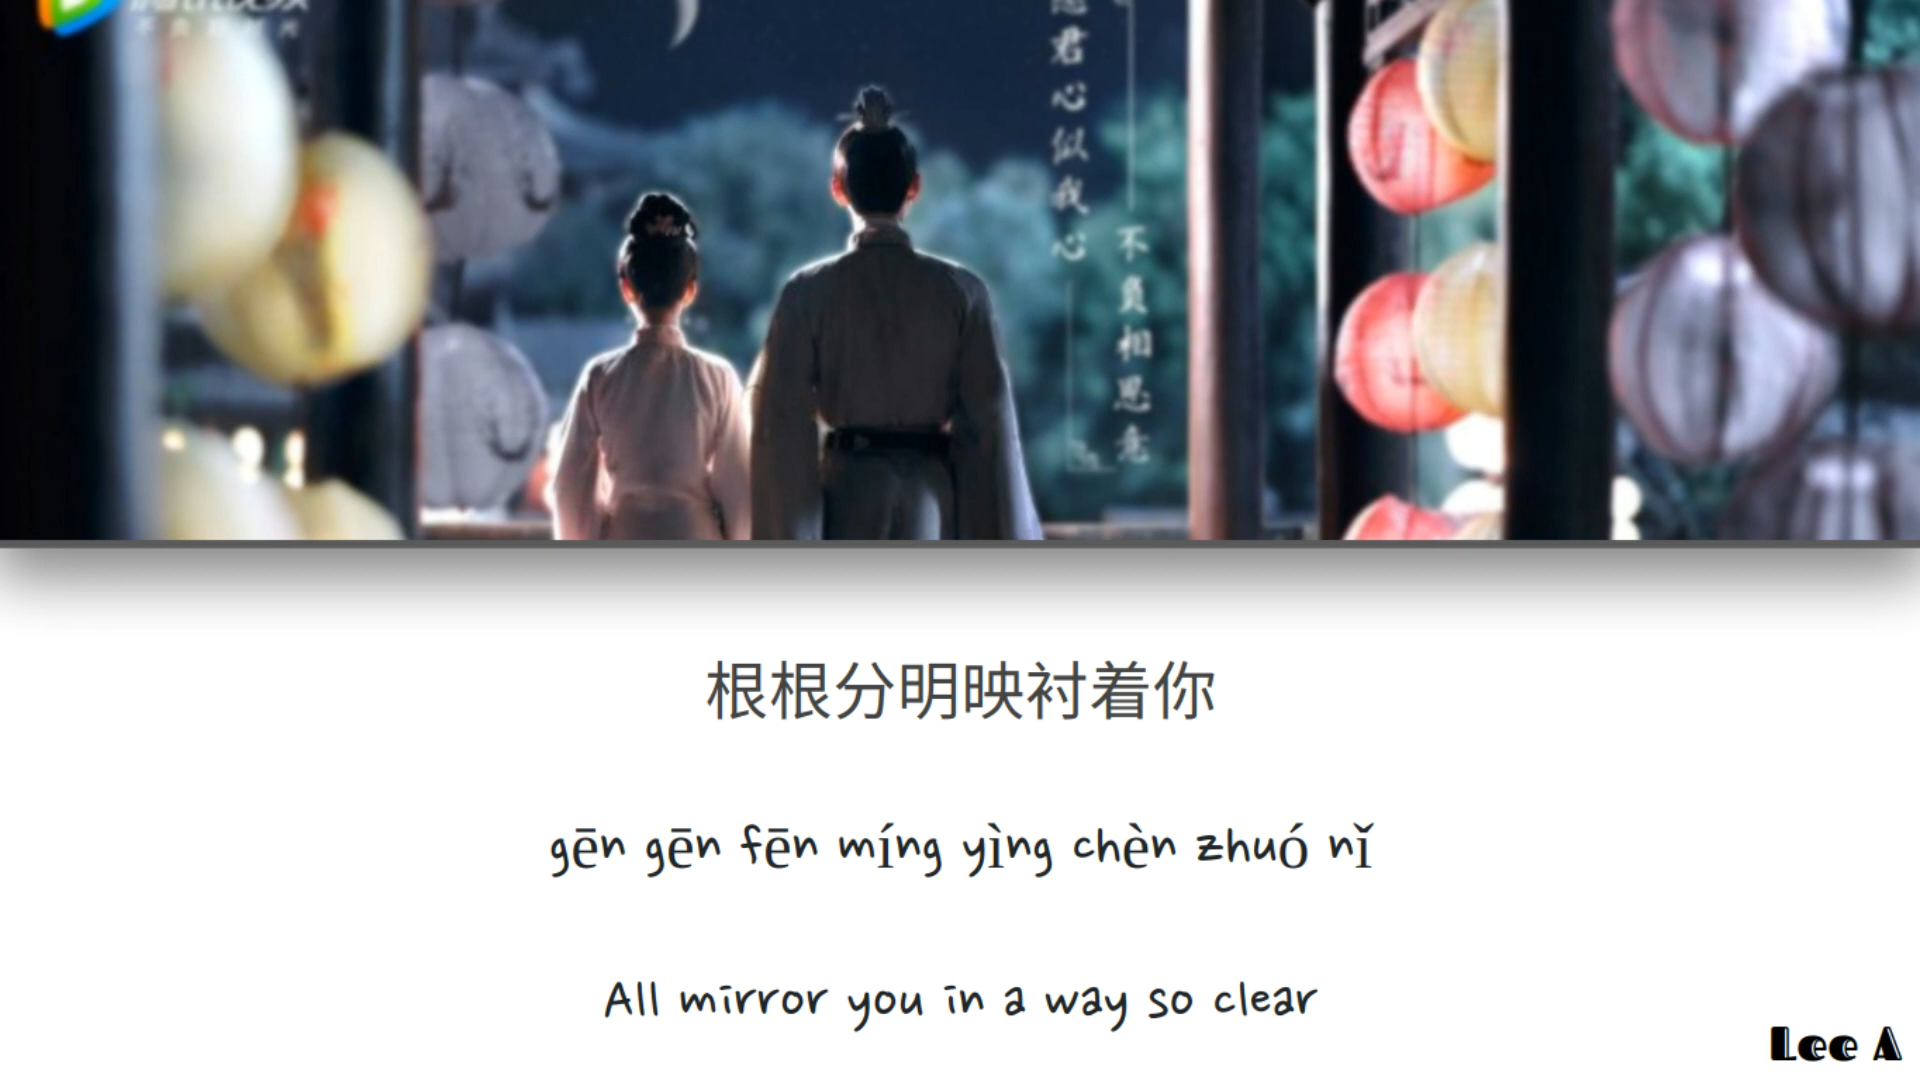 君心似我心
不负相思意
根根分明映衬着你
gēn gēn fēn míng yìng chèn zhuó nǐ
All mirror you in a way so clear
Lee A